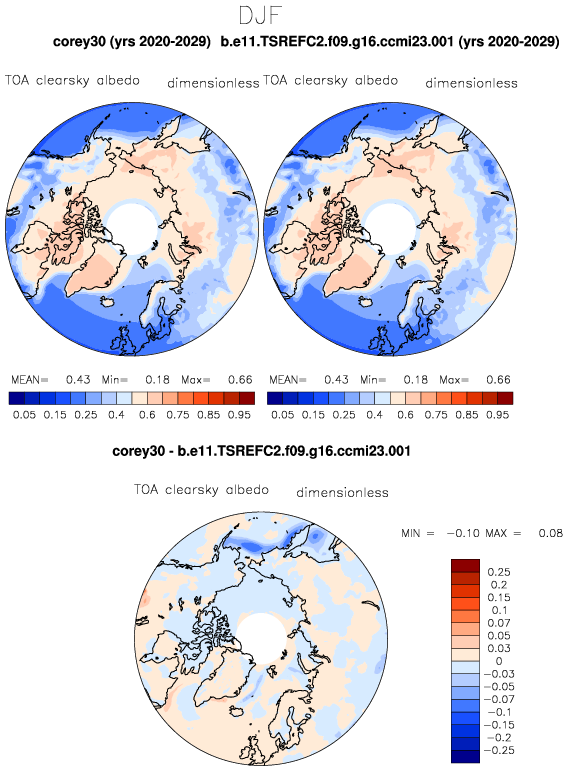 DJF
corey30 (yrs 2020-2029) b.e11.TSREFC2.f09.g16.ccmi23.001 (yrs 2020-2029)
TOA clearsky albedo dimensionless TOA clearsky albedo dimensionless
MEAN= 0.43 Min= 0.18 Max= 0.66 MEAN= 0.43 Min= 0.18 Max= 0.66
0.05 0.15 0.25 0.4 0.6 0.75 0.85 0.95 0.05 0.15 0.25 0.4 0.6 0.75 0.85 0.95
corey30 - b.e11.TSREFC2.f09.g16.ccmi23.001
TOA clearsky albedo dimensionless
MIN = -0.10 MAX = 0.08
0.25
0.2
0.15
0.1
0.07
0.05
0.03
0
-0.03
-0.05
-0.07
-0.1
-0.15
-0.2
-0.25